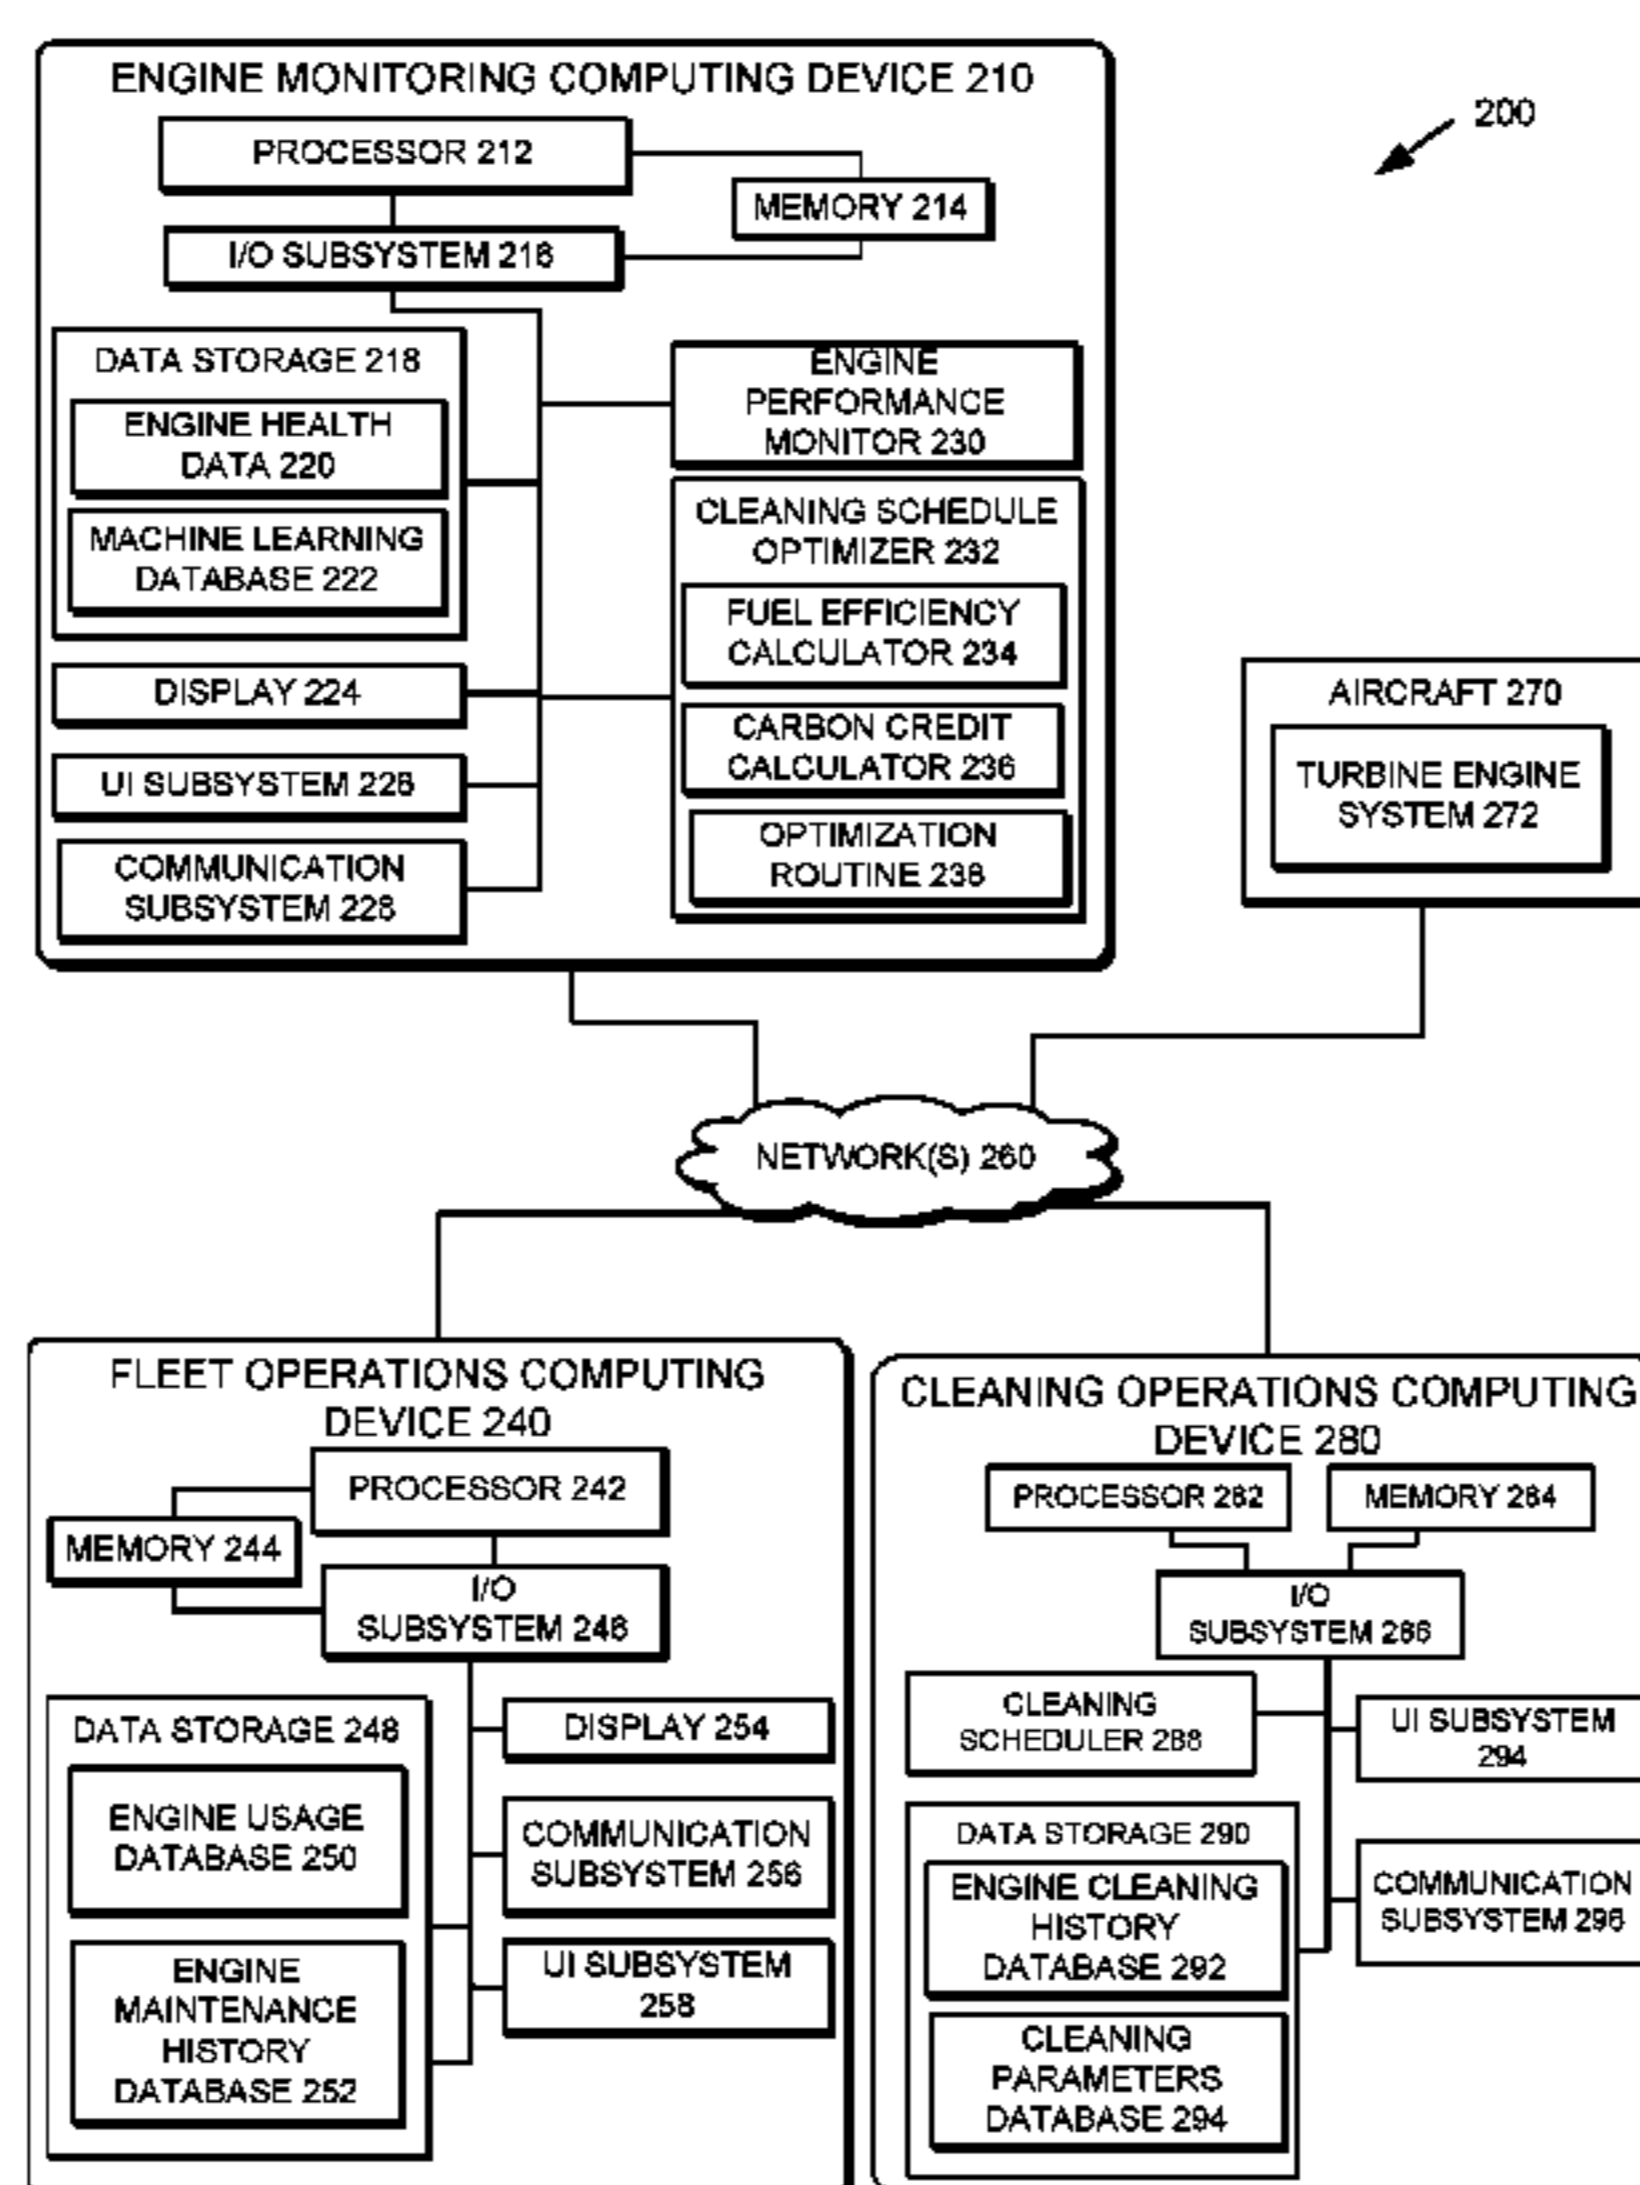 ENGINE MONITORING COMPUTING DEVICE 210
200
PROCESSOR 212
MEMORY 214
I/O SUBSYSTEM 216
DATA STORAGE 218
ENGINE HEALTH
DATA 220
MACHINE LEARNING
DATABASE 222
DISPLAY 224
UI SUBSYSTEM 226
COMMUNICATION
SUBSYSTEM 228
ENGINE
PERFORMANCE
MONITOR 230
CLEANING SCHEDULE
OPTIMIZER 232
FUEL EFFICIENCY
CALCULATOR 234
CARBON CREDIT
CALCULATOR 236
OPTIMIZATION
ROUTINE 238
AIRCRAFT 270
TURBINE ENGINE
SYSTEM 272
NETWORK(S) 260
FLEET OPERATIONS COMPUTING
DEVICE 240
PROCESSOR 242
MEMORY 244
I/O
SUBSYSTEM 246
DATA STORAGE 248
ENGINE USAGE
DATABASE 250
ENGINE
MAINTENANCE
HISTORY
DATABASE 252
DISPLAY 254
COMMUNICATION
SUBSYSTEM 256
UI SUBSYSTEM
258
CLEANING OPERATIONS COMPUTING
DEVICE 280
PROCESSOR 282
MEMORY 284
I/O
SUBSYSTEM 286
CLEANING
SCHEDULER 288
DATA STORAGE 290
ENGINE CLEANING
HISTORY
DATABASE 292
CLEANING
PARAMETERS
DATABASE 294
UI SUBSYSTEM
294
COMMUNICATION
SUBSYSTEM 296